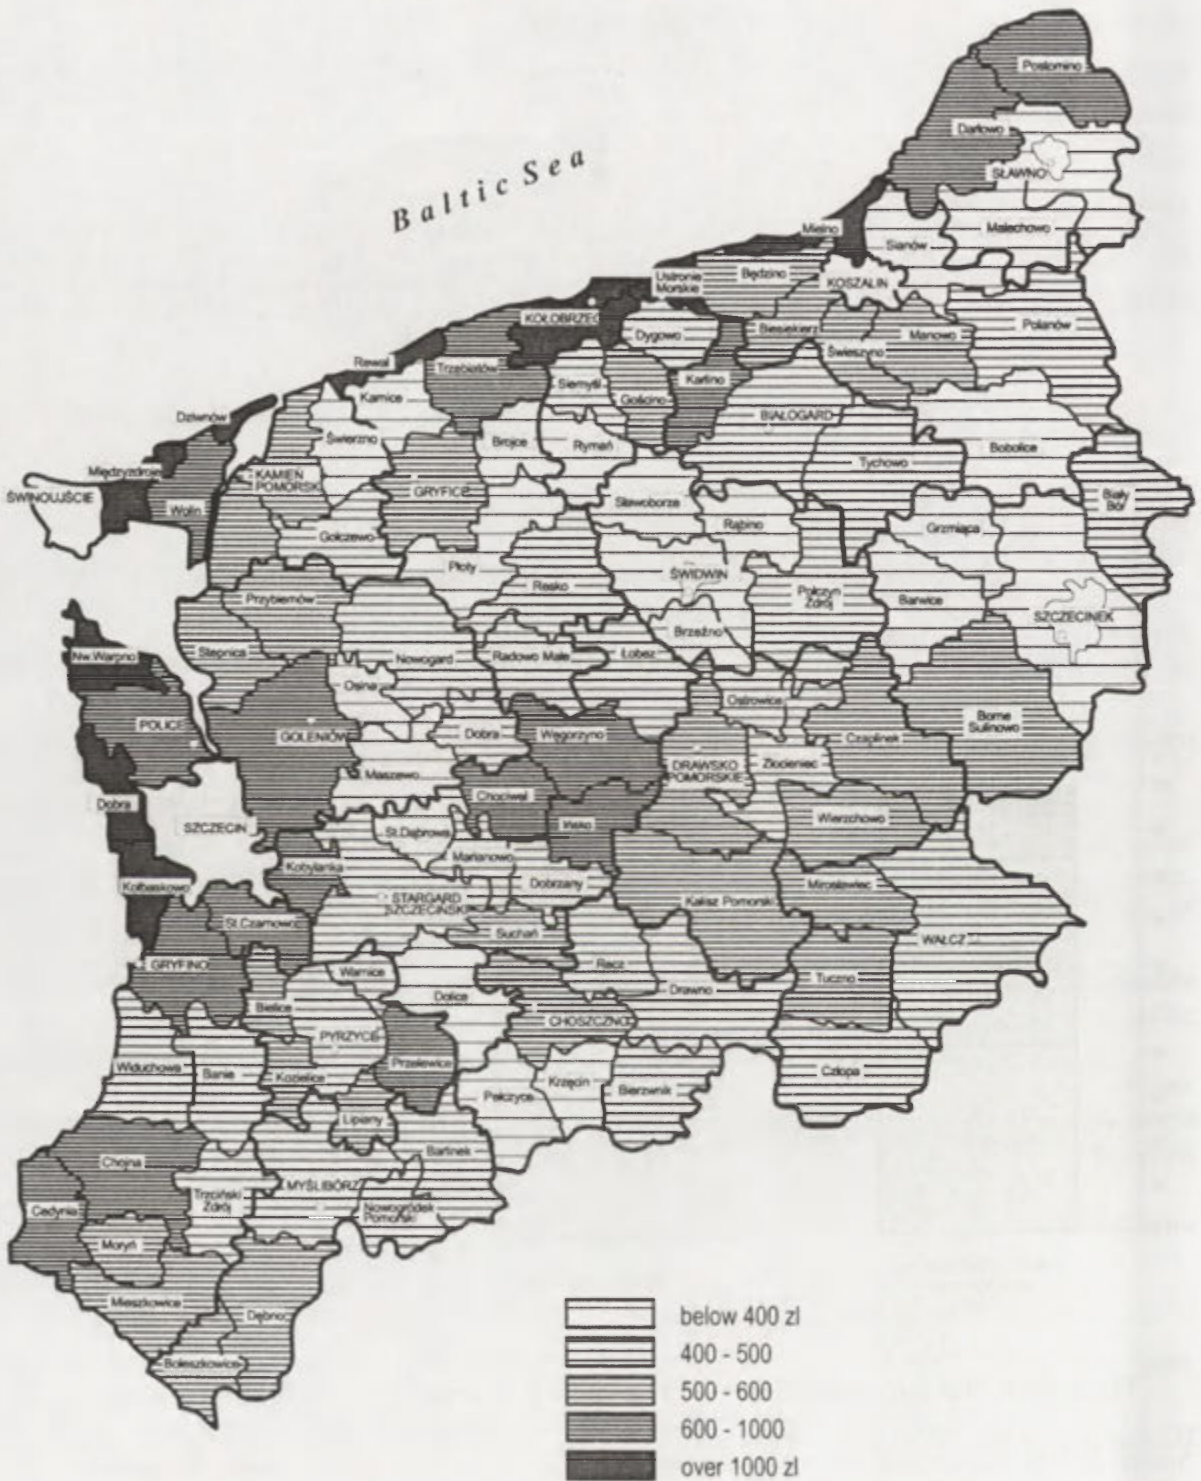 Postomino
Darłowo
Baltic Sea
SŁAWNO
Mielno
Malechowo
Sianów
Ustronie
Morskie
Będzino
KOSZALIN
KOŁOBRZEG
Dygowo
Biesiekierz
Manowo
Polanów
Świeszyno
Rewal
Trzebiatów
Siemyśl
Karlino
Karnice
Gościno
Dziwnów
BIAŁOGARD
Świerzno
Brojce
Rymań
Bobolice
Tychowo
Międzyzdroje
KAMIEŃ
POMORSK
GRYFICE
ŚWINOUJŚCIE
Wolin
Sławoborze
Rąbino
Biały
Bór
Grzmiąca
Golczewo
Płoty
Resko
ŚWIDWIN
Połczyn
Zdrój
Barwice
SZCZECINEK
Przybiernów
Brzeżno
Stepnica
Nw.Warpno
Nowogard
Radowo Małe
Łobez
Osina
Ostrowice
POLICE
GOLENIÓW
Dobra
Węgorzyno
Czaplinek
Borne
Sulinowo
Maszewo
DRAWSKO
POMORSKIE
Złocieniec
Chociwel
Dobra
SZCZECIN
St.Dąbrowa
Ińsko
Wierzchowo
Marianowo
Kobylanka
Dobrzany
Mirosławiec
Kołbaskowo
STARGARD
SZCZECIŃSKI
Kalisz Pomorski
St.Czarnowo
Suchań
WAŁCZ
GRYFINO
Warnice
Recz
Tuczno
Drawno
Bielice
Dolice
CHOSZCZNO
PYRZYCE
Widuchowa
Banie
Kozielice
Przelewice
Krzęcin
Bierzwnik
Człopa
Pełczyce
Lipiany
Chojna
Barlinek
MYŚLIBÓRZ
Trzcińsko
Zdrój
Cedynia
Nowogródek
Pomorski
Moryń
Mieszkowice
Dębno
Boleszkowice
below 400 zl
400 - 500
500 - 600
600 - 1000
over 1000 zl